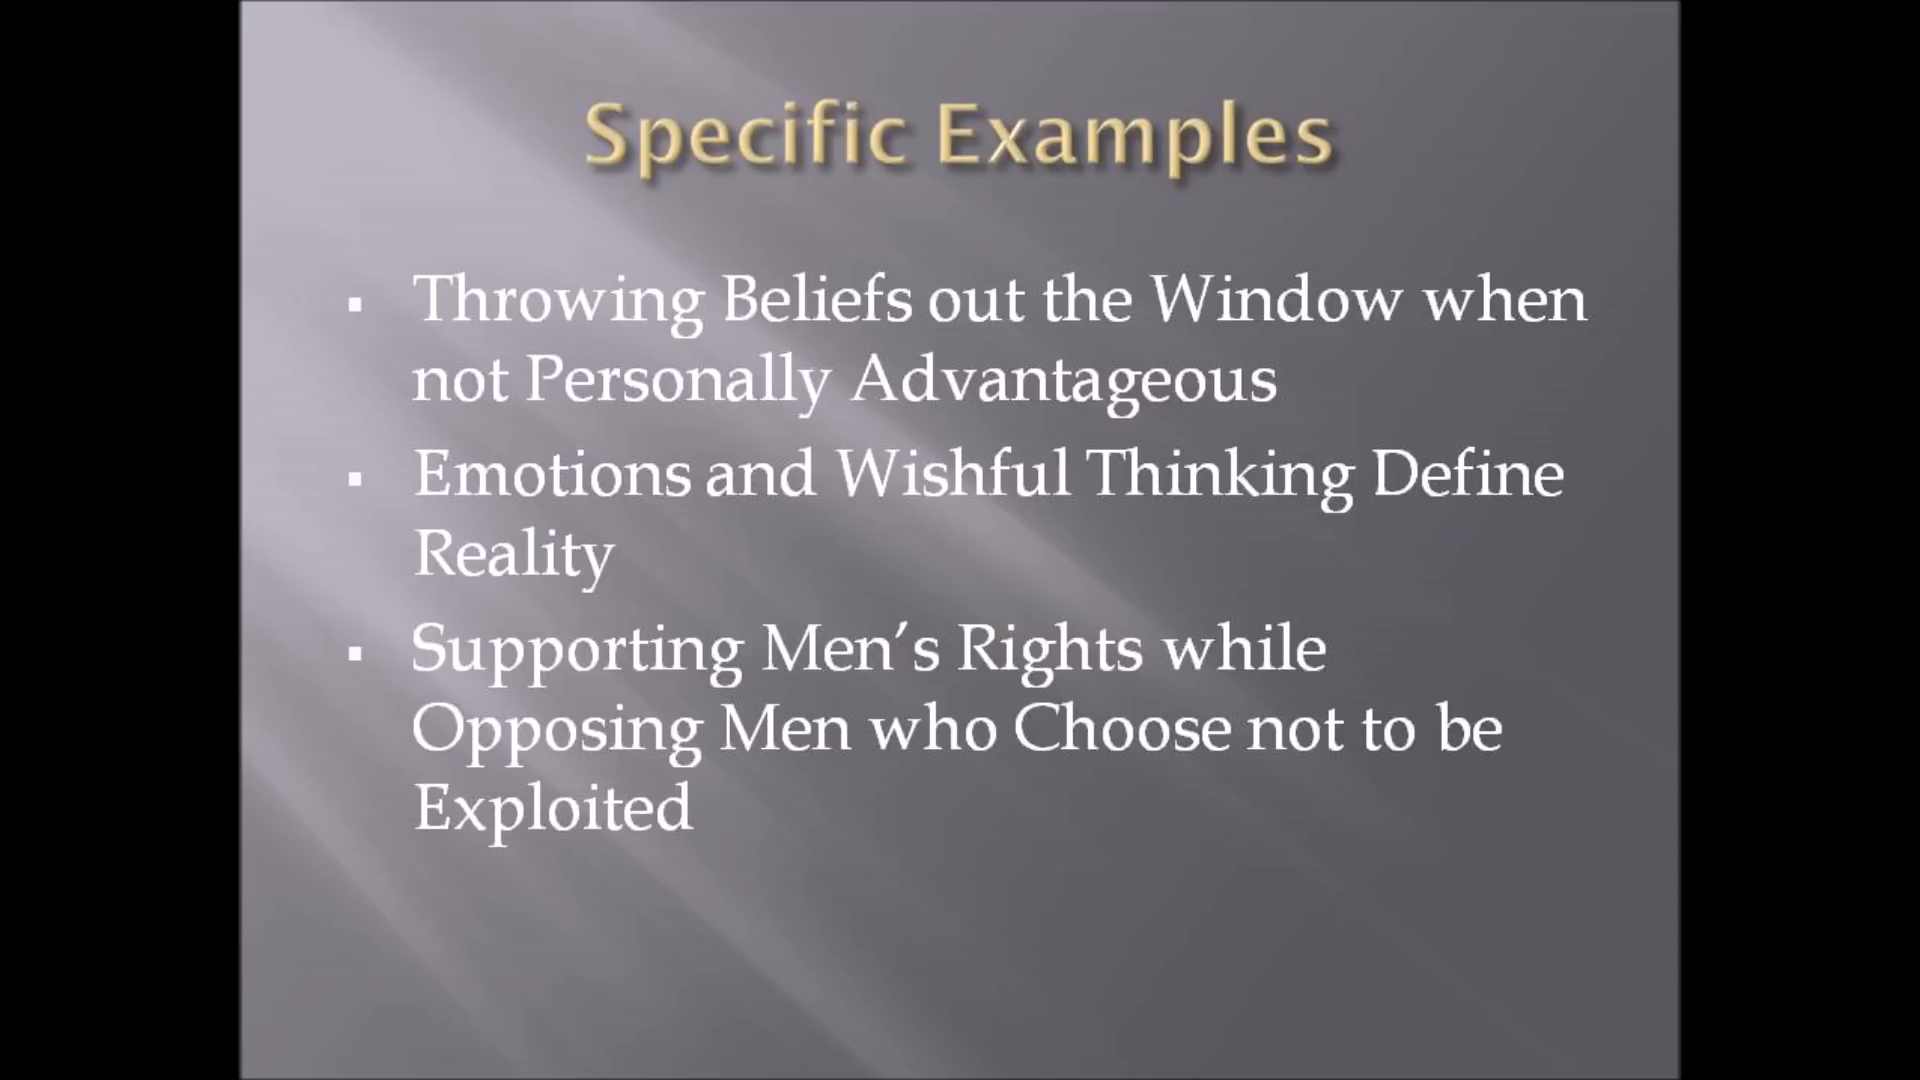 Specific Examples
▪ Throwing Beliefs out the Window when
not Personally Advantageous
▪ Emotions and Wishful Thinking Define
Reality
▪ Supporting Men’s Rights while
Opposing Men who Choose not to be
Exploited